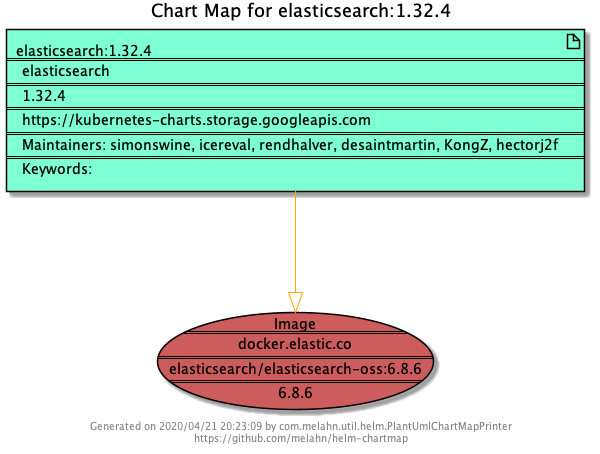 Chart Map for elasticsearch:1.32.4
elasticsearch:1.32.4
elasticsearch
1.32.4
https://kubernetes-charts.storage.googleapis.com
Maintainers: simonswine, icereval, rendhalver, desaintmartin, KongZ, hectorj2f
Keywords:
Image
docker.elastic.co
elasticsearch/elasticsearch-oss:6.8.6
6.8.6
Generated on 2020/04/21 20:23:09 by com.melahn.util.helm.PlantUmlChartMapPrinter
https://github.com/melahn/helm-chartmap